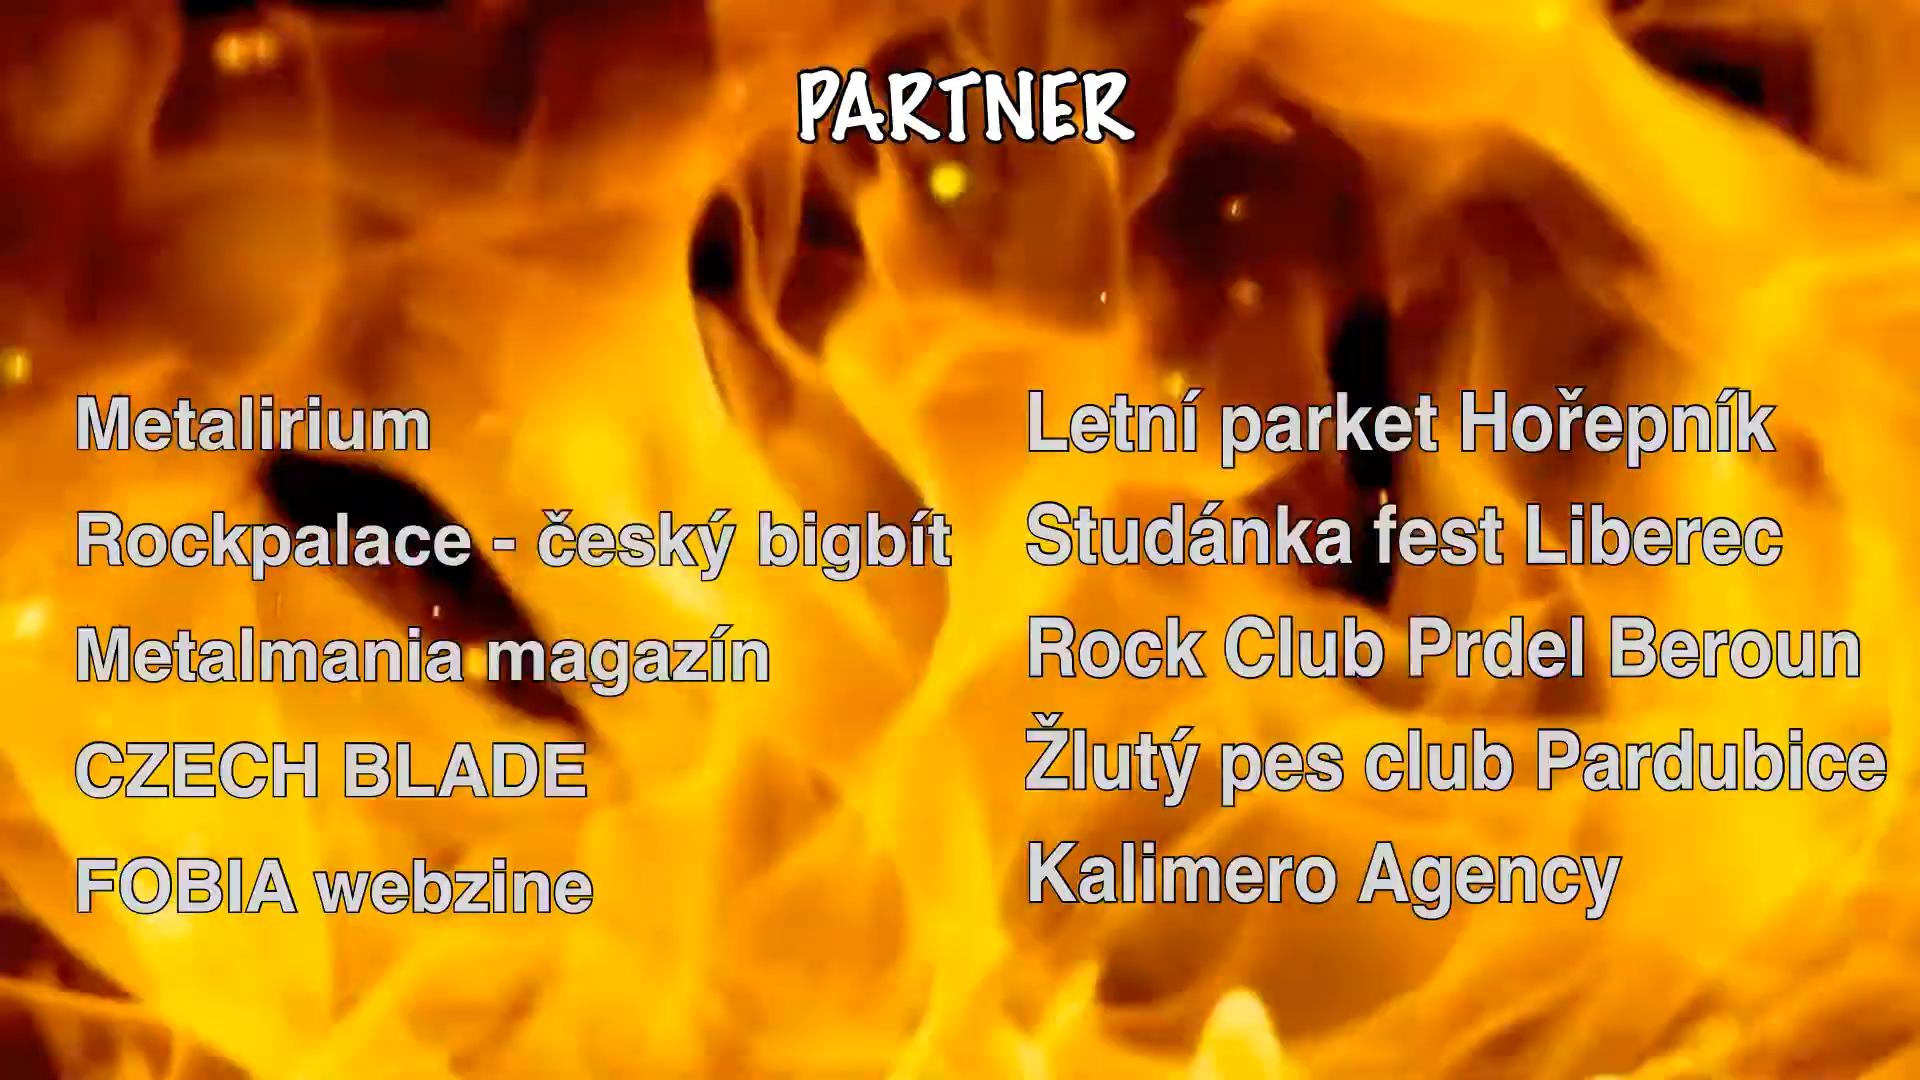 PARTNER
Metalirium
Rockpalace - český bigbít
Metalmania magazín
CZECH BLADE
FOBIA webzine
Letní parket Hořepník
Studánka fest Liberec
Rock Club Prdel Beroun
Žlutý pes club Pardubice
Kalimero Agency